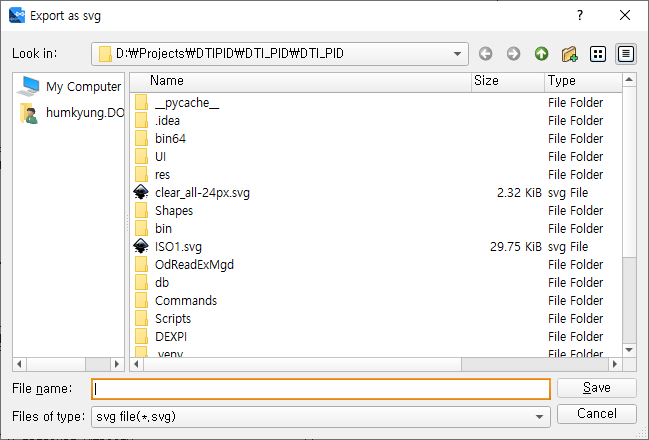 Export as svg
Look in:
D:₩Projects₩DTIPID₩DTI_PID₩DTI_PID
My Computer
humkyung.DO
Name Size Type
__pycache__ File Folder
.idea File Folder
bin64 File Folder
UI File Folder
res File Folder
clear_all-24px.svg 2.32 KiB svg File
Shapes File Folder
bin File Folder
ISO1.svg 29.75 KiB svg File
OdReadExMgd File Folder
db File Folder
Commands File Folder
Scripts File Folder
DEXPI File Folder
.venv File Folder
File name:
Save
Files of type: svg file(*.svg)
Cancel